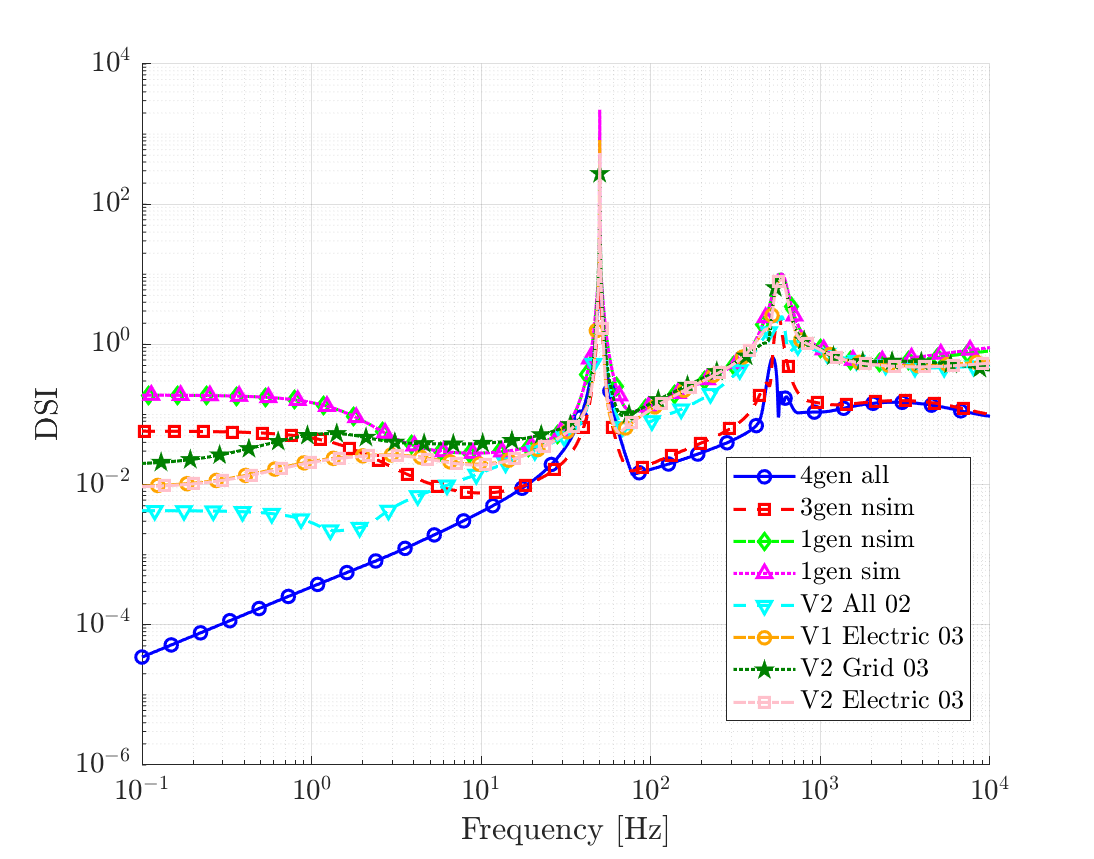 DSI
10^4
10^2
10^0
10^-2
10^-4
10^-6
4gen all
3gen nsim
1gen nsim
1gen sim
V2 All 02
V1 Electric 03
V2 Grid 03
V2 Electric 03
10^-1 10^0 10^1 10^2 10^3 10^4
Frequency [Hz]